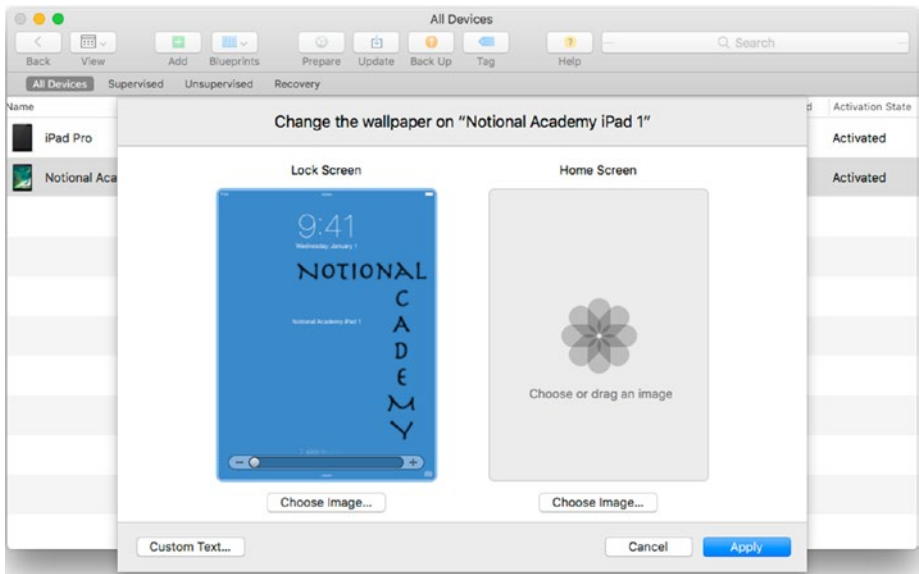 All Devices
Back View Add Blueprints Prepare Update Back Up Tag Help Search
All Devices Supervised Unsupervised Recovery
Name Activation State
iPad Pro Activated
Notional Aca Activated
Change the wallpaper on “Notional Academy iPad 1”
Lock Screen
9:41
Wednesday, January 1
NOTIONAL
C
A
D
E
M
Y
Notional Academy iPad 1
Choose Image...
Home Screen
Choose or drag an image
Choose Image...
Custom Text... Cancel Apply